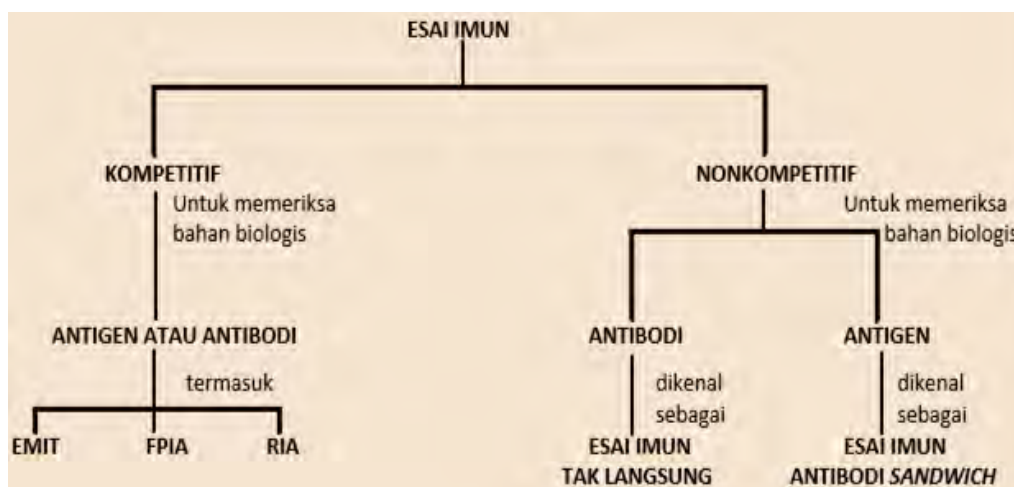 ESAI IMUN
KOMPETITIF
Untuk memeriksa
bahan biologis
ANTIGEN ATAU ANTIBODI
termasuk
EMIT
FPIA
RIA
NONKOMPETITIF
Untuk memeriksa
bahan biologis
ANTIBODI
dikenal
sebagai
ESAI IMUN
TAK LANGSUNG
ANTIGEN
dikenal
sebagai
ESAI IMUN
ANTIBODI SANDWICH